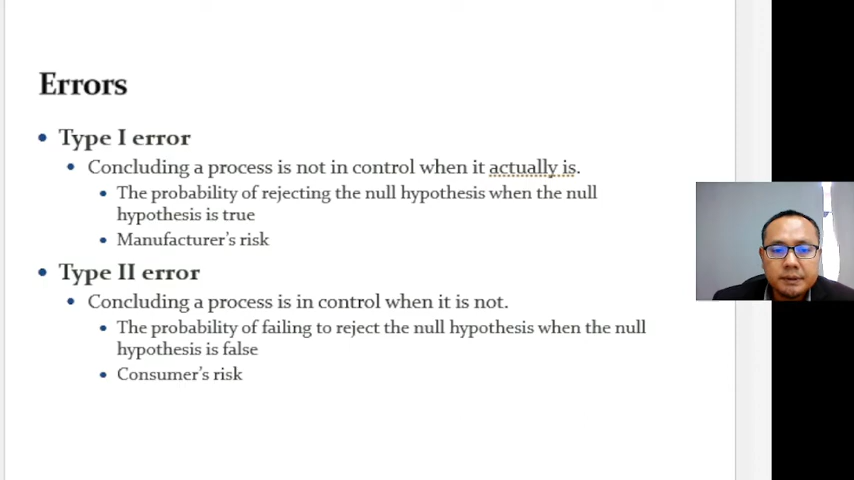 Errors
Type I error
Concluding a process is not in control when it actually is.
The probability of rejecting the null hypothesis when the null
hypothesis is true
Manufacturer's risk
Type II error
Concluding a process is in control when it is not.
The probability of failing to reject the null hypothesis when the null
hypothesis is false
Consumer's risk